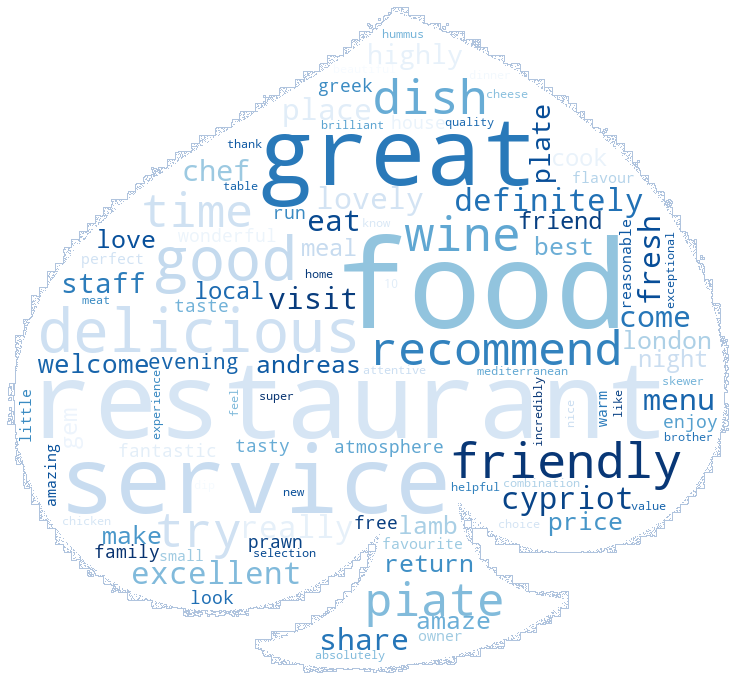 hummus
highly
greek
dish
cheese
place
brilliant
house
quality
great
plate
thank
cook
chef
table
flavour
lovely
definitely
time
run
eat
know
wine
friend
fresh
love
wonderful
meal
best
reasonable
exceptional
perfect
good
food
staff
home
10
local
visit
meat
taste
come
delicious
recommend
london
night
welcome
evening
andreas
attentive
mediterranean
skewer
restaurant
little
experience
feel
super
incredibly
nice
warm
like
menu
enjoy
brother
gem
fantastic
tasty
atmosphere
friendly
amazing
service
new
helpful
combination
cypriot
value
chicken
try
really
free
lamb
choice
price
make
prawn
family
small
selection
favourite
excellent
return
look
piate
amaze
share
owner
absolutely